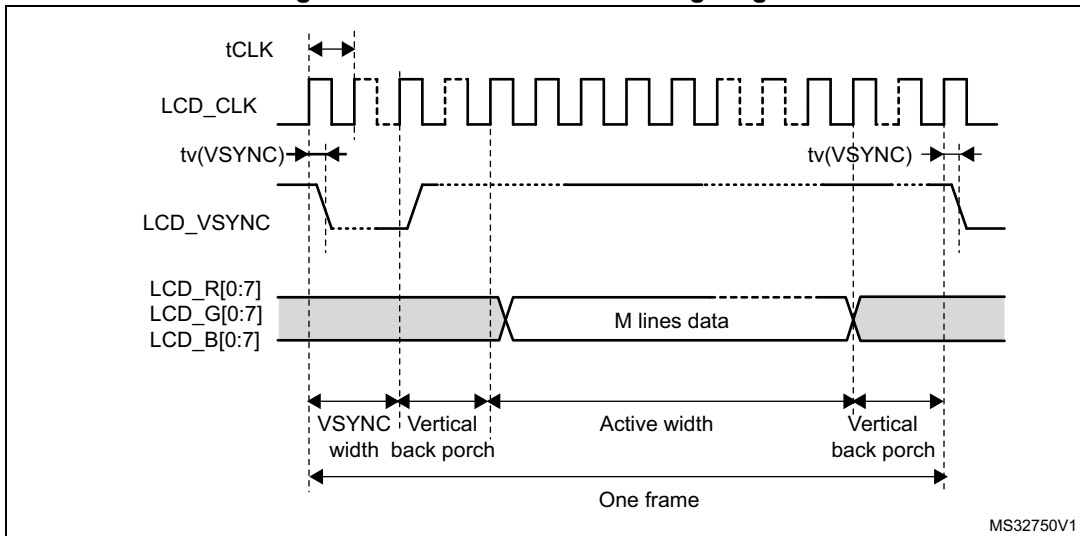 tCLK
LCD_CLK
tv(VSYNC)
tv(VSYNC)
LCD_VSYNC
LCD_R[0:7]
LCD_G[0:7]
LCD_B[0:7]
M lines data
VSYNC width
Vertical back porch
Active width
Vertical back porch
One frame
MS32750V1